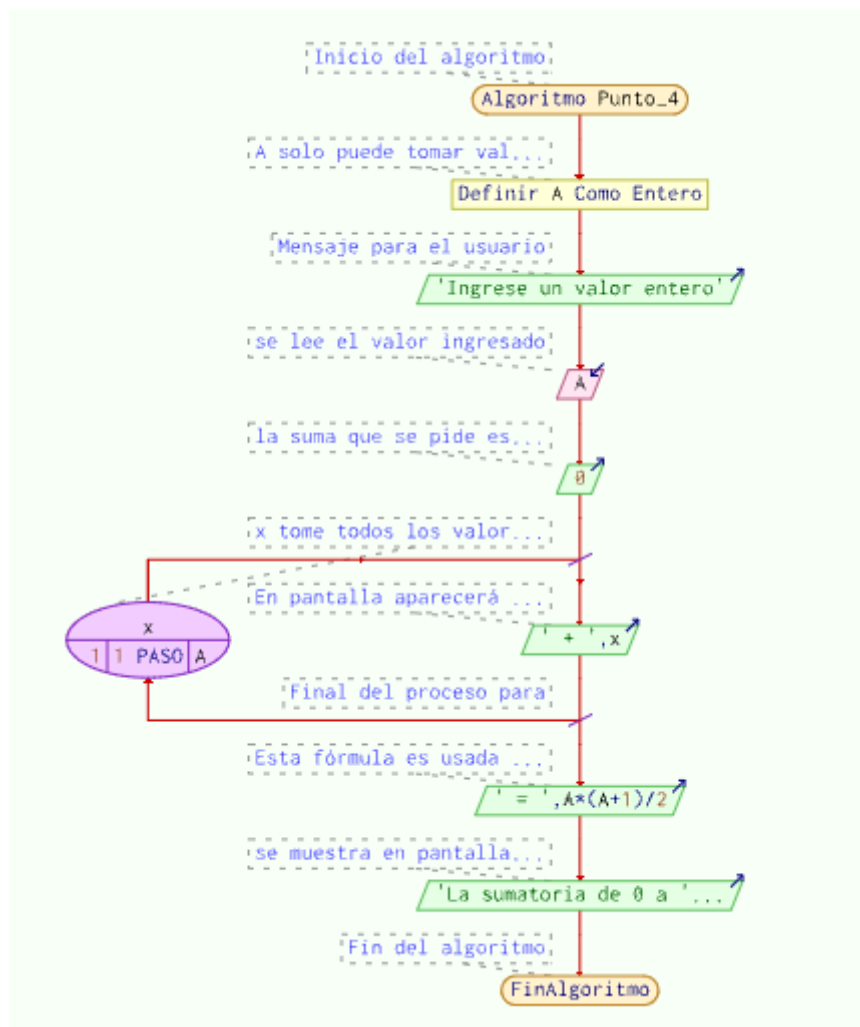 Inicio del algoritmo
Algoritmo Punto_4
A solo puede tomar val...
Definir A Como Entero
Mensaje para el usuario
'Ingrese un valor entero'
se lee el valor ingresado
A
la suma que se pide es...
0
x tome todos los valor...
En pantalla aparecerá ...
x
1 1 PASO A
' + ',x
Final del proceso para
Esta fórmula es usada ...
' = ',A*(A+1)/2
se muestra en pantalla...
'La sumatoria de 0 a '...
Fin del algoritmo
FinAlgoritmo